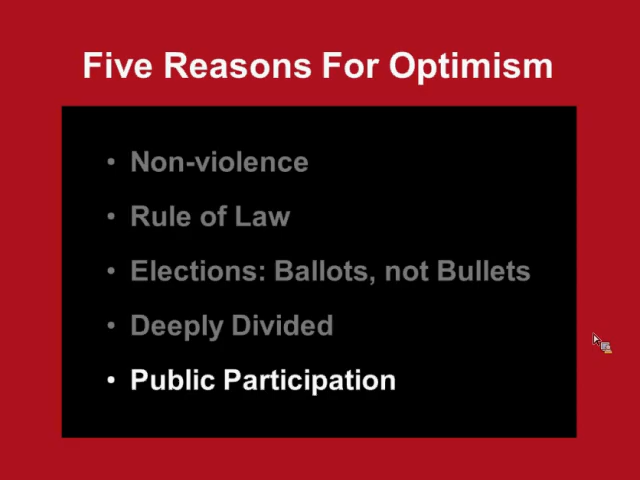 Five Reasons For Optimism
• Non-violence
• Rule of Law
• Elections: Ballots, not Bullets
• Deeply Divided
• Public Participation